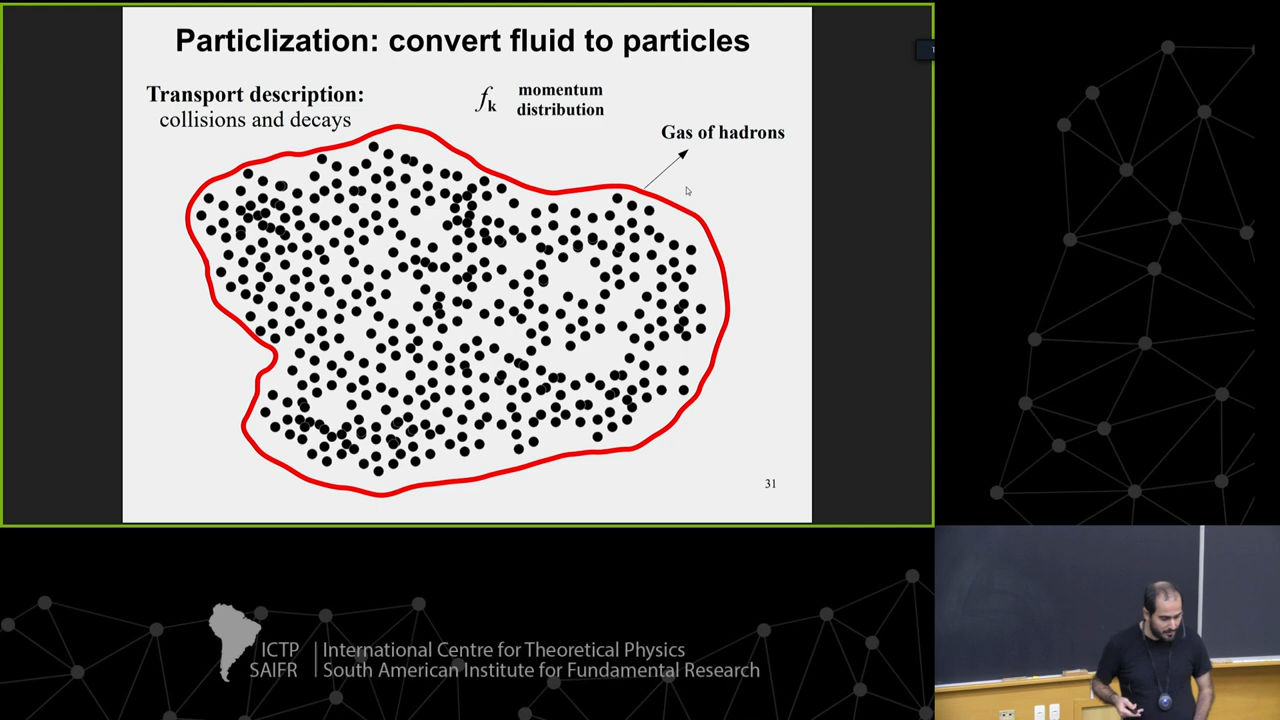 Particlization: convert fluid to particles
Transport description:
collisions and decays
fk
momentum
distribution
Gas of hadrons
31
ICTP
SAIFR
International Centre for Theoretical Physics
South American Institute for Fundamental Research